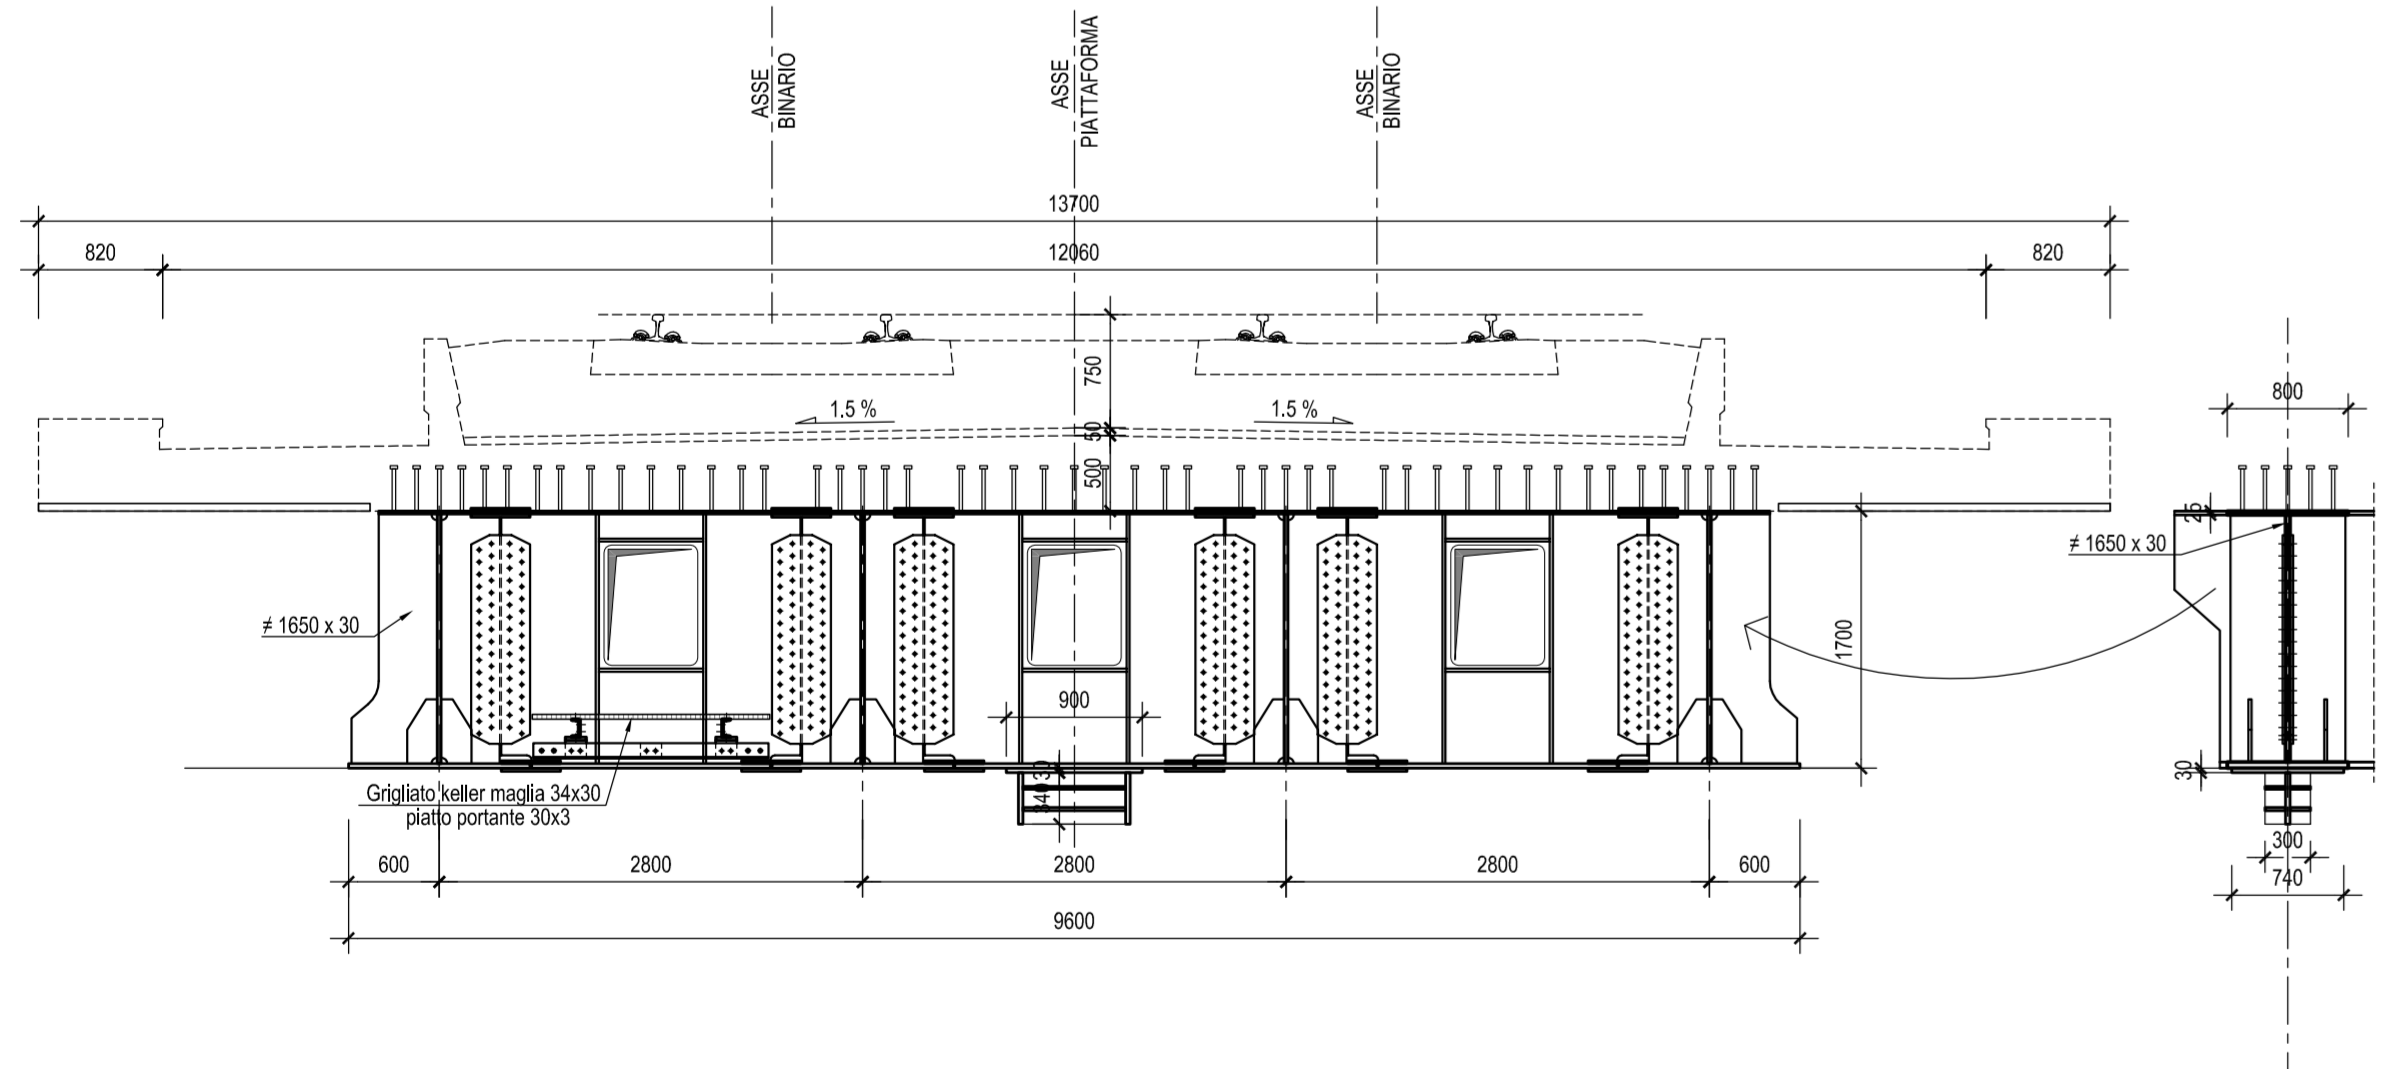 ASSE
BINARIO
ASSE
PIATTAFORMA
ASSE
BINARIO
13700
820
12060
820
750
1.5 %
1.5 %
50
500
800
25
≠ 1650 x 30
≠ 1650 x 30
1700
900
30
340
30
Grigliato keller maglia 34x30
piatto portante 30x3
300
740
600
2800
2800
2800
600
9600